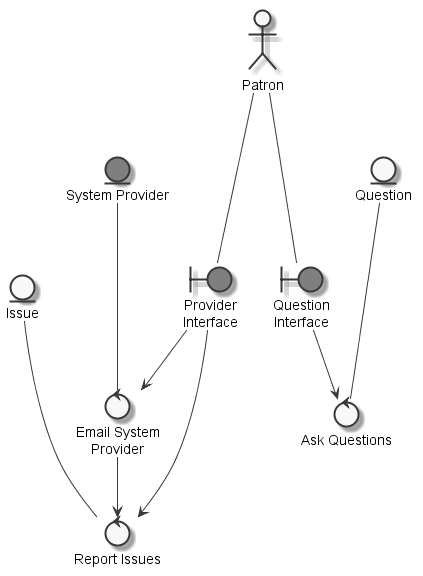 Patron
System Provider
Question
Issue
Provider
Interface
Question
Interface
Email System
Provider
Ask Questions
Report Issues